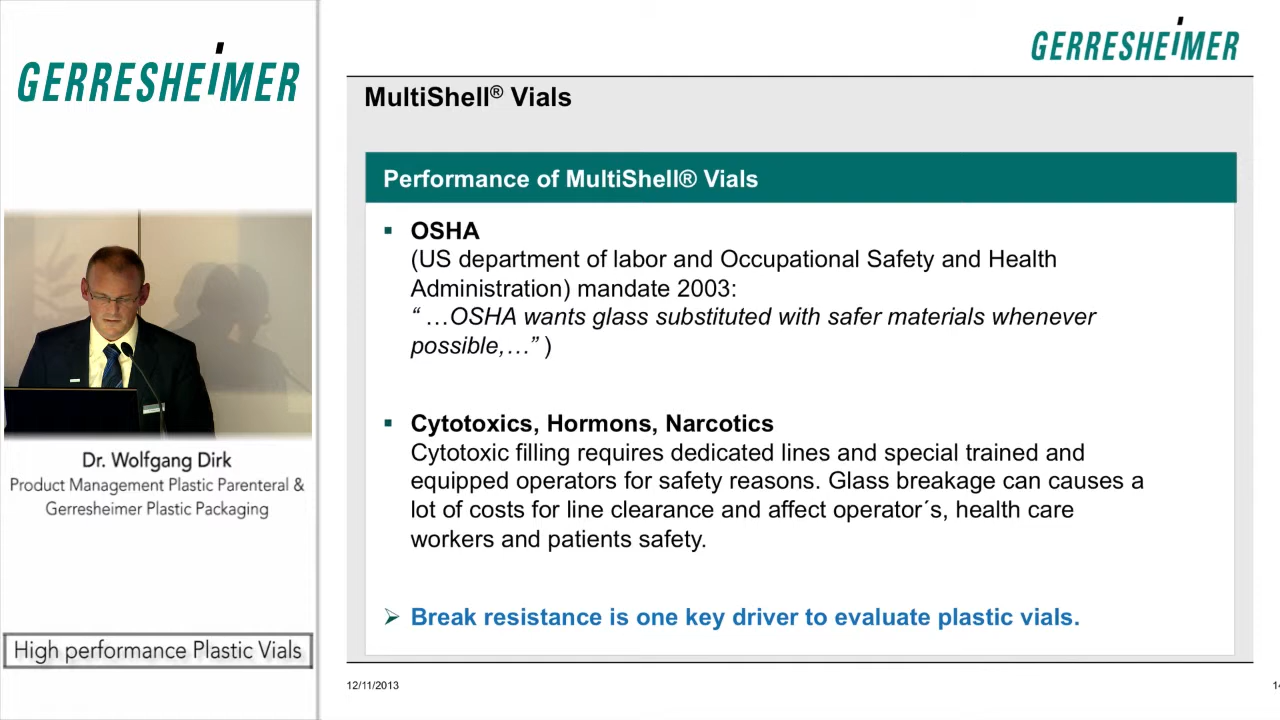 GERRESHEIMER
Dr. Wolfgang Dirk
Product Management Plastic Parenteral &
Gerresheimer Plastic Packaging
High performance Plastic Vials
GERRESHEIMER
MultiShell® Vials
Performance of MultiShell® Vials
▪ OSHA
(US department of labor and Occupational Safety and Health
Administration) mandate 2003:
“ …OSHA wants glass substituted with safer materials whenever
possible,…” )
▪ Cytotoxics, Hormons, Narcotics
Cytotoxic filling requires dedicated lines and special trained and
equipped operators for safety reasons. Glass breakage can causes a
lot of costs for line clearance and affect operator´s, health care
workers and patients safety.
➢ Break resistance is one key driver to evaluate plastic vials.
12/11/2013